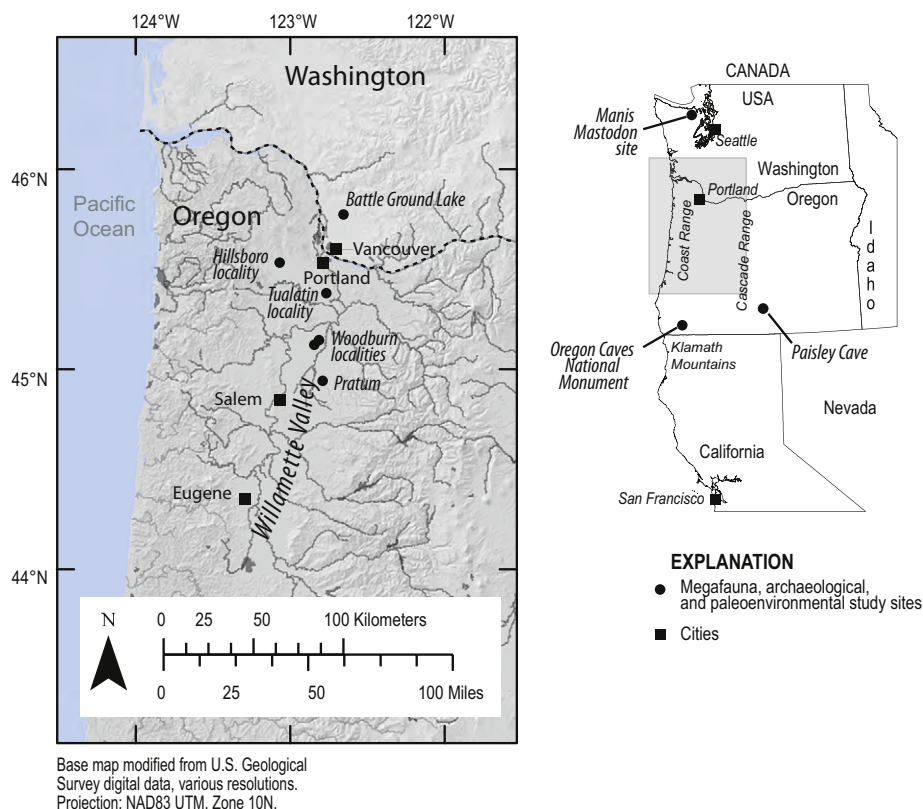 124°W
123°W
122°W
Washington
46°N
Pacific
Ocean
Oregon
Battle Ground Lake
Vancouver
Hillsboro
locality
Portland
Tualatin
locality
Woodburn
localities
45°N
Pratum
Salem
Willamette Valley
Eugene
44°N
N
0 25 50 100 Kilometers
0 25 50 100 Miles
Base map modified from U.S. Geological
Survey digital data, various resolutions.
Projection: NAD83 UTM, Zone 10N.
CANADA
USA
Manis
Mastodon
site
Seattle
Washington
Portland
Oregon
Coast Range
Cascade Range
Idaho
Oregon Caves
National
Monument
Klamath
Mountains
Paisley Cave
Nevada
California
San Francisco
EXPLANATION
Megafauna, archaeological,
and paleoenvironmental study sites
Cities